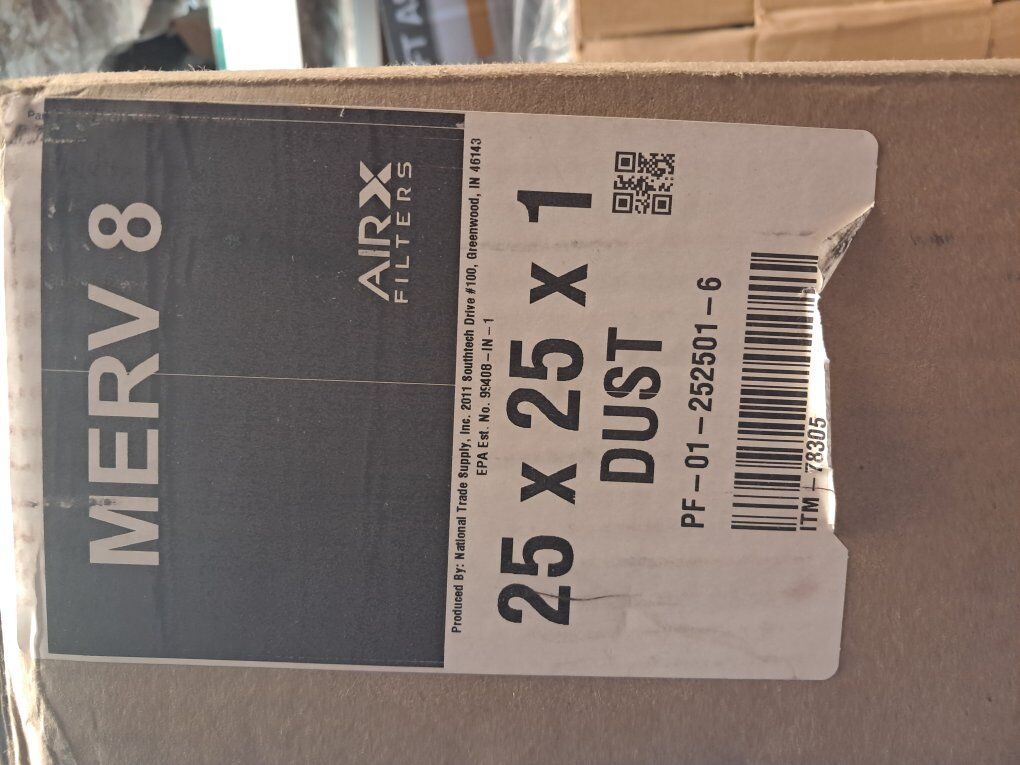 MERV 8
AIRX
FILTERS
Produced By: National Trade Supply, Inc. 2011 Southtech Drive #100, Greenwood, IN 46143
EPA Est. No. 99408-IN-1
25 x 25 x 1
DUST
PF-01-252501-6
ITM-78305